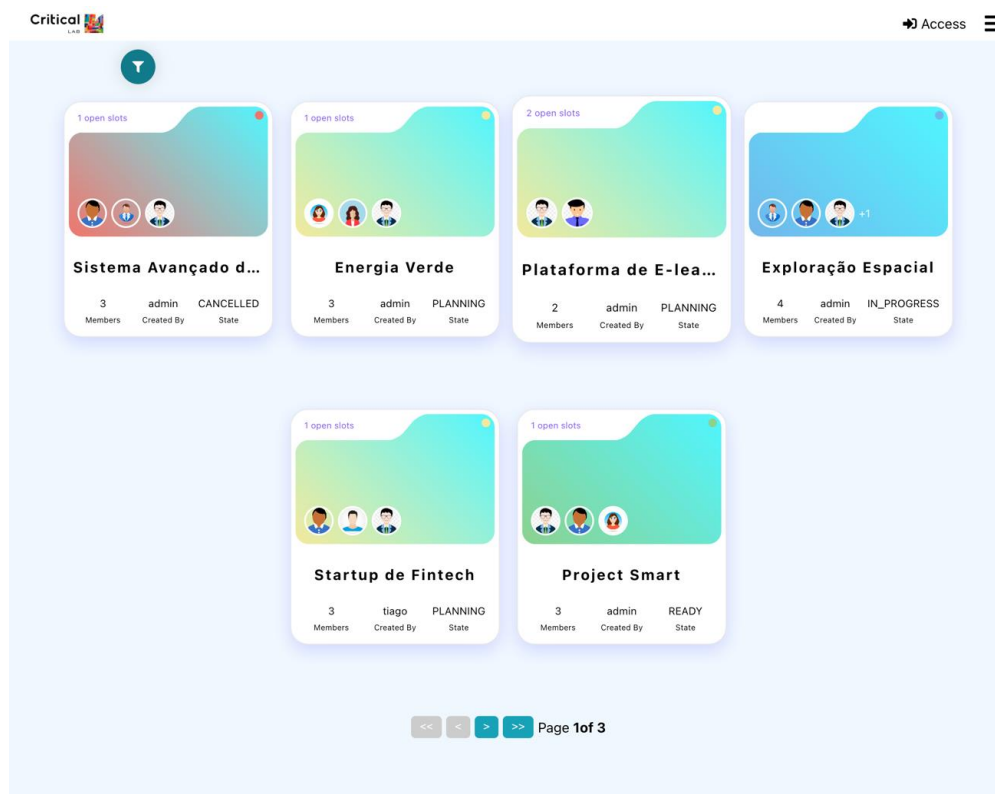 Critical
LAB
Access
1 open slots
Sistema Avançado d...
3 admin CANCELLED
Members Created By State
1 open slots
Energia Verde
3 admin PLANNING
Members Created By State
2 open slots
Plataforma de E-lea...
2 admin PLANNING
Members Created By State
+1
Exploração Espacial
4 admin IN_PROGRESS
Members Created By State
1 open slots
Startup de Fintech
3 tiago PLANNING
Members Created By State
1 open slots
Project Smart
3 admin READY
Members Created By State
<< < > >> Page 1of 3